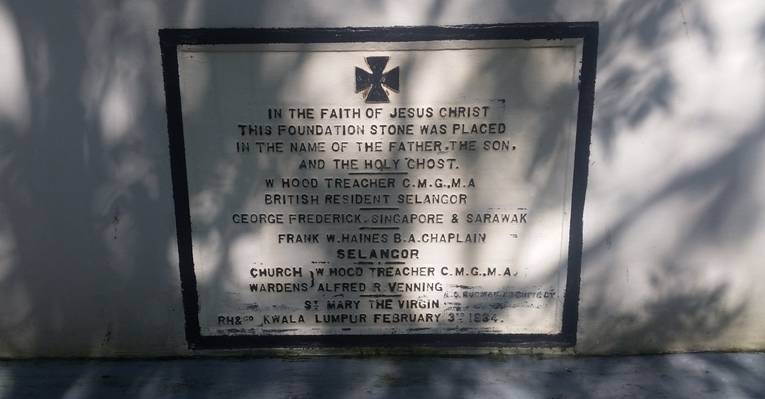 IN THE FAITH OF JESUS CHRIST
THIS FOUNDATION STONE WAS PLACED
IN THE NAME OF THE FATHER, THE SON,
AND THE HOLY GHOST.
W HOOD TREACHER C.M.G., M.A
BRITISH RESIDENT SELANGOR
GEORGE FREDERICK, SINGAPORE & SARAWAK
FRANK W. HAINES B.A. CHAPLAIN
SELANGOR
CHURCH } W. HOOD TREACHER C.M.G., M.A,
WARDENS } ALFRED R. VENNING
ST MARY THE VIRGIN
RH& CO KWALA LUMPUR FEBRUARY 3RD 1894.